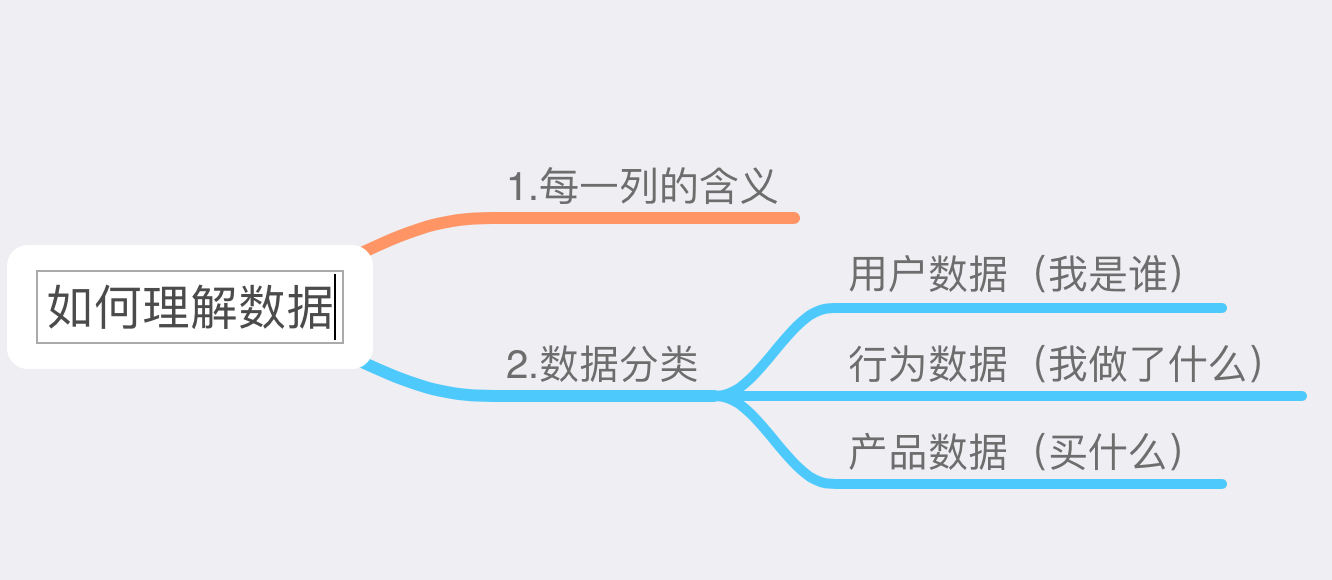 如何理解数据
1.每一列的含义
2.数据分类
用户数据（我是谁）
行为数据（我做了什么）
产品数据（买什么）